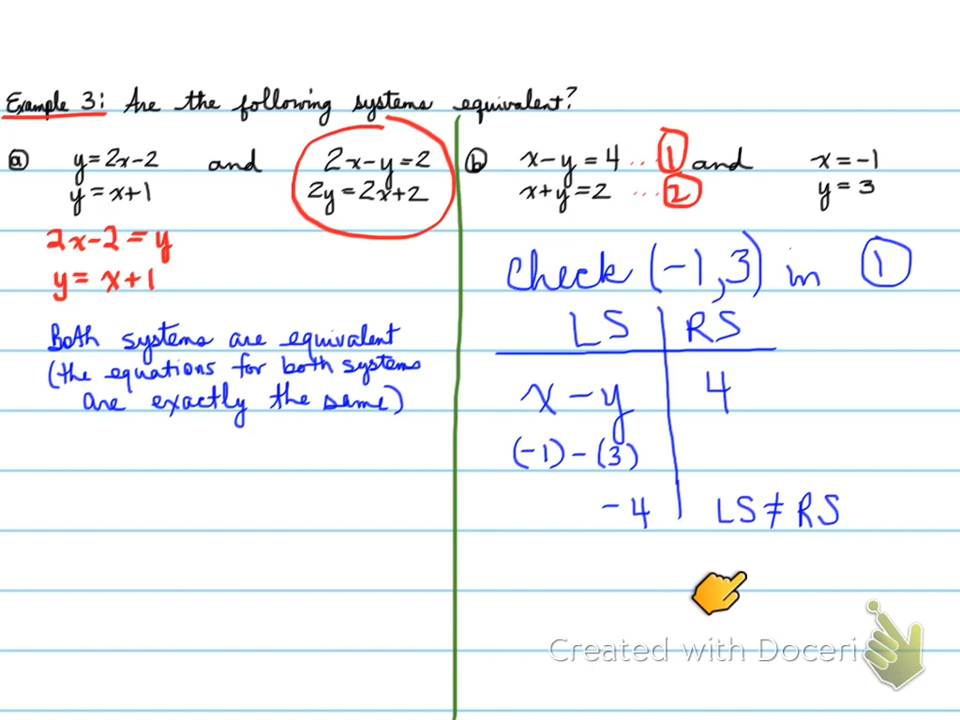 Example 3: Are the following systems equivalent?
ⓐ y=2x-2 and 2x-y=2
y=x+1 2y=2x+2
2x-2=y
y=x+1
Both systems are equivalent
(the equations for both systems
are exactly the same)
ⓑ x-y=4 ...1 and x=-1
x+y=2 ...2 y=3
Check (-1,3) in ①
LS RS
x-y 4
(-1)-(3)
-4 LS≠RS
Created with Doceri